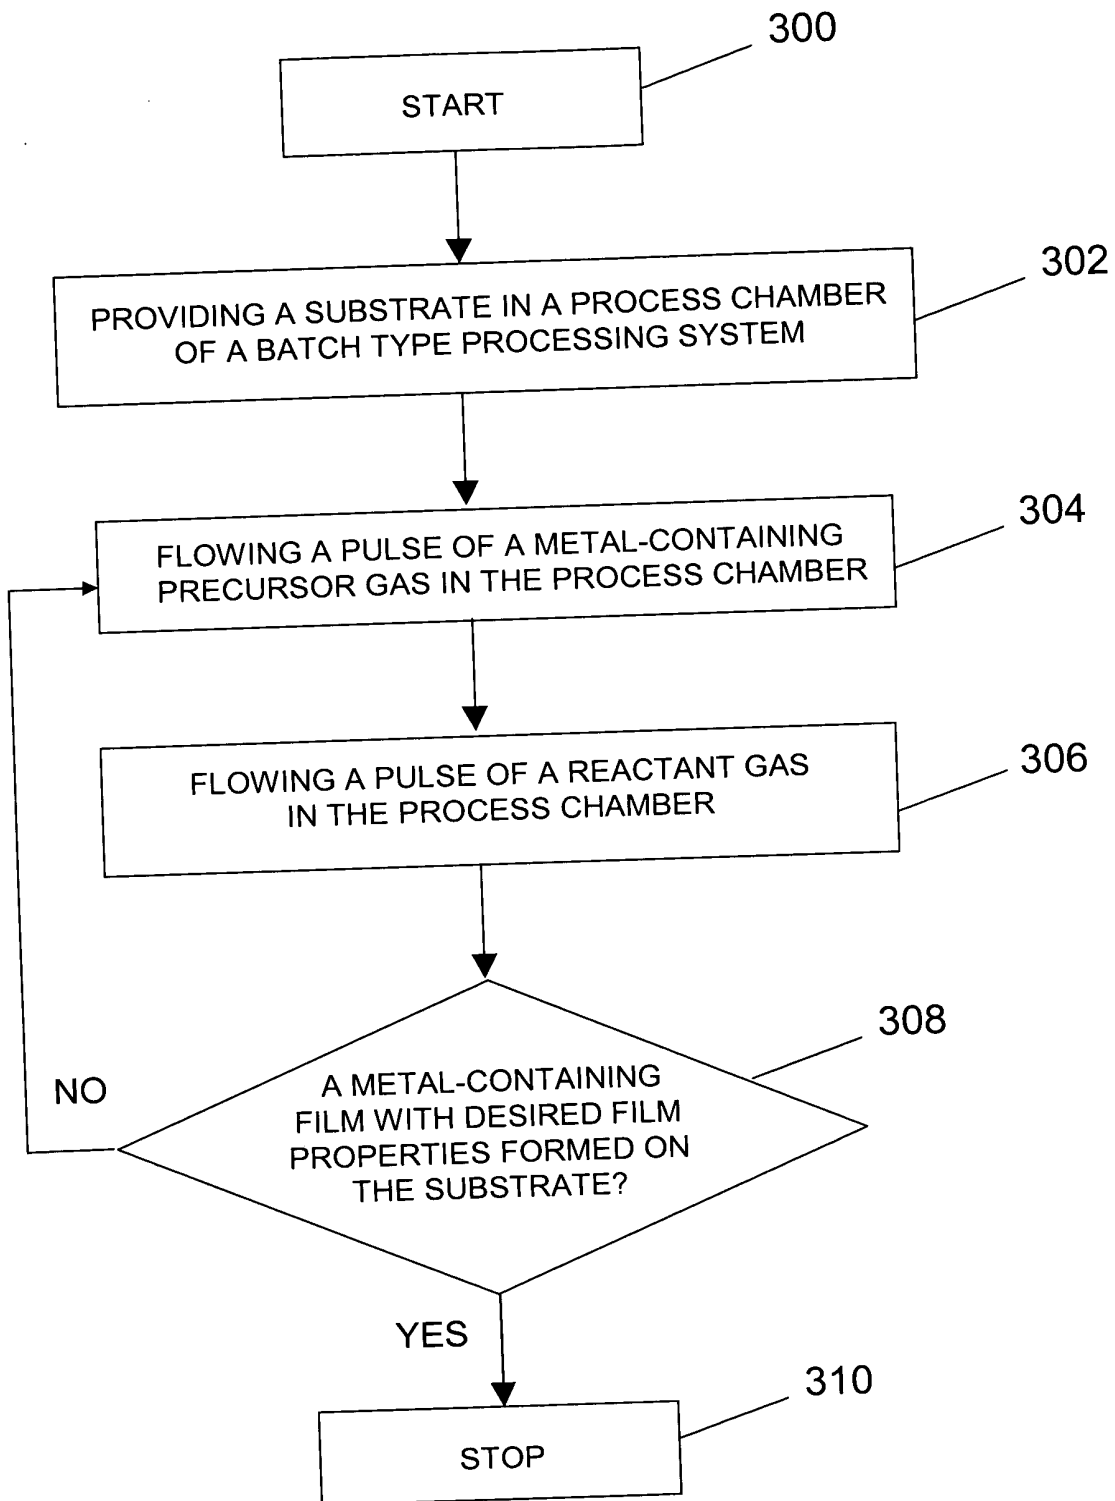 300
START
302
PROVIDING A SUBSTRATE IN A PROCESS CHAMBER
OF A BATCH TYPE PROCESSING SYSTEM
304
FLOWING A PULSE OF A METAL-CONTAINING
PRECURSOR GAS IN THE PROCESS CHAMBER
306
FLOWING A PULSE OF A REACTANT GAS
IN THE PROCESS CHAMBER
308
A METAL-CONTAINING
FILM WITH DESIRED FILM
PROPERTIES FORMED ON
THE SUBSTRATE?
NO
YES
310
STOP